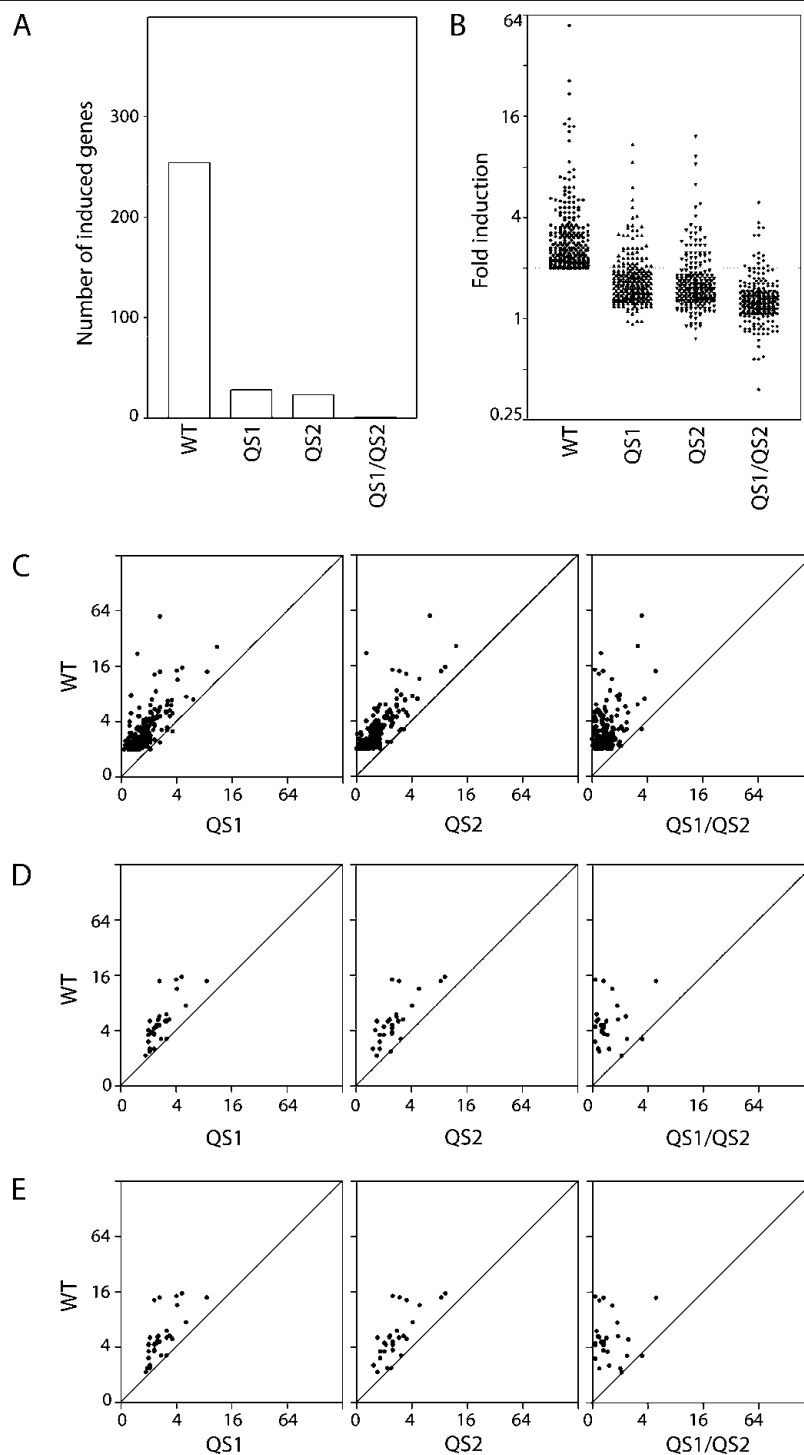 A
Number of induced genes
300
200
100
0
WT
QS1
QS2
QS1/QS2
B
Fold induction
64
16
4
1
0.25
WT
QS1
QS2
QS1/QS2
C
WT
64
16
4
0
0 4 16 64
QS1
0 4 16 64
QS2
0 4 16 64
QS1/QS2
D
WT
64
16
4
0
0 4 16 64
QS1
0 4 16 64
QS2
0 4 16 64
QS1/QS2
E
WT
64
16
4
0
0 4 16 64
QS1
0 4 16 64
QS2
0 4 16 64
QS1/QS2